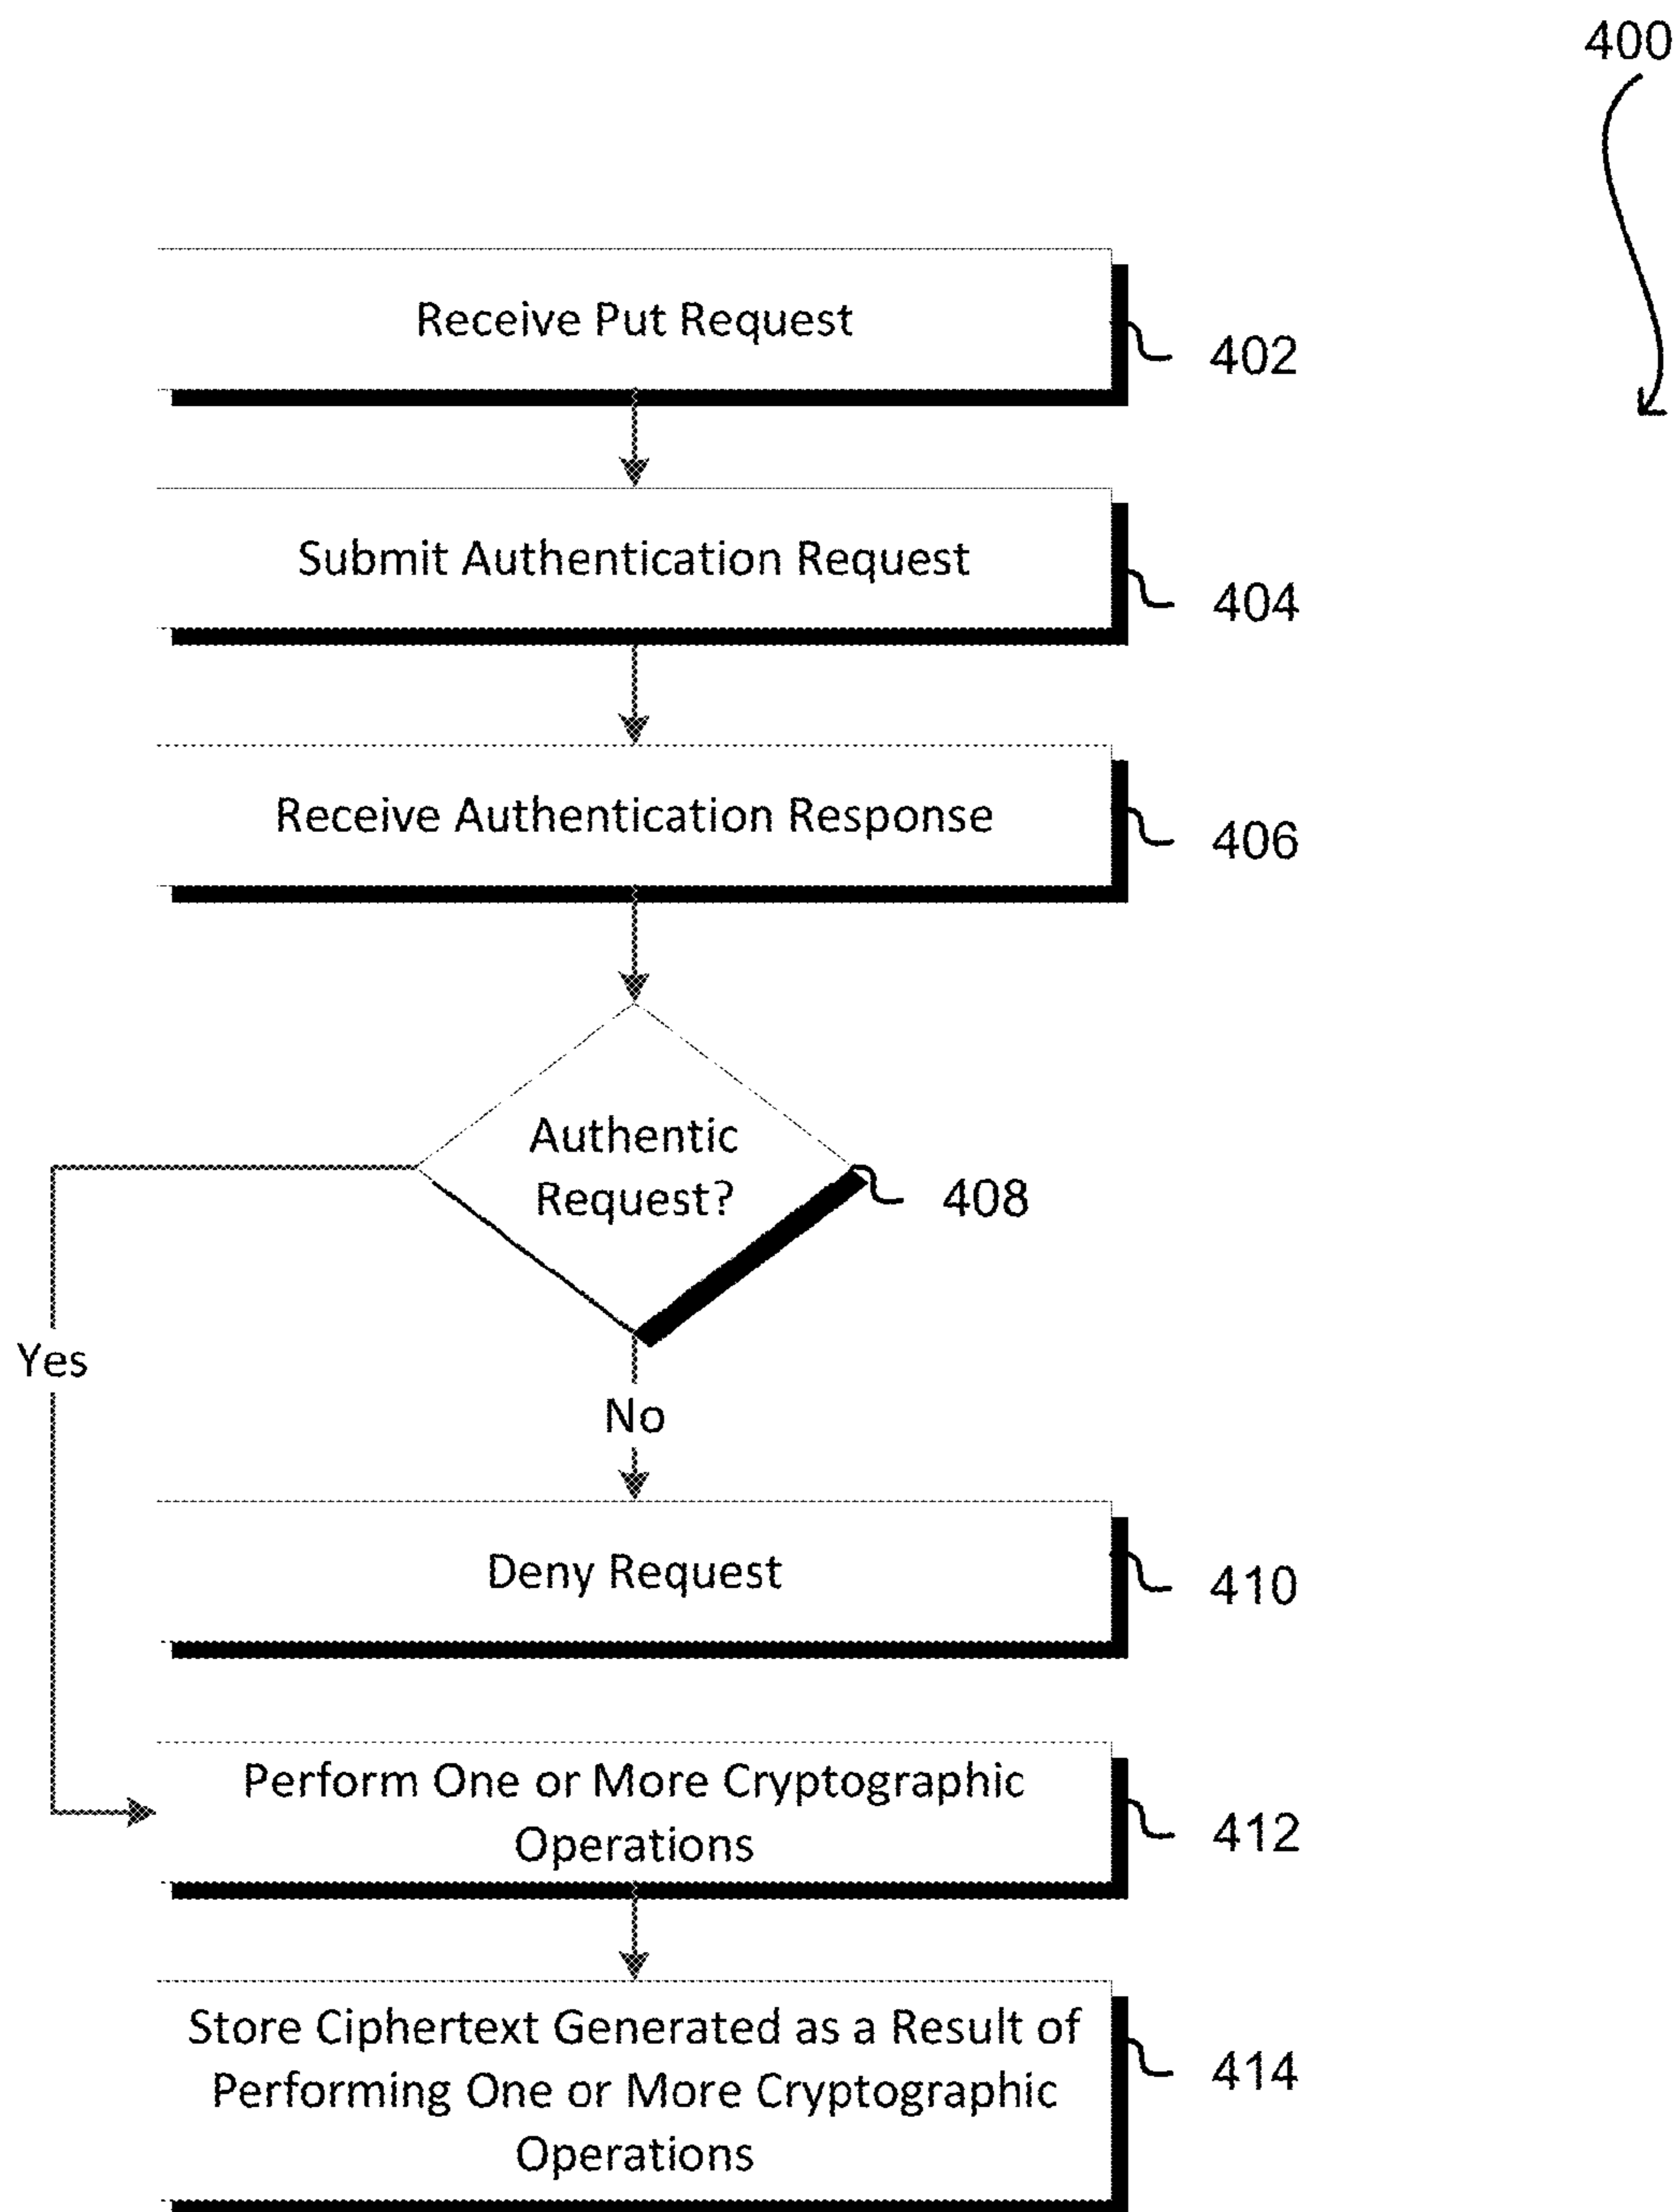 400
Receive Put Request
402
Submit Authentication Request
404
Receive Authentication Response
406
Authentic
Request?
408
Yes
No
Deny Request
410
Perform One or More Cryptographic
Operations
412
Store Ciphertext Generated as a Result of
Performing One or More Cryptographic
Operations
414